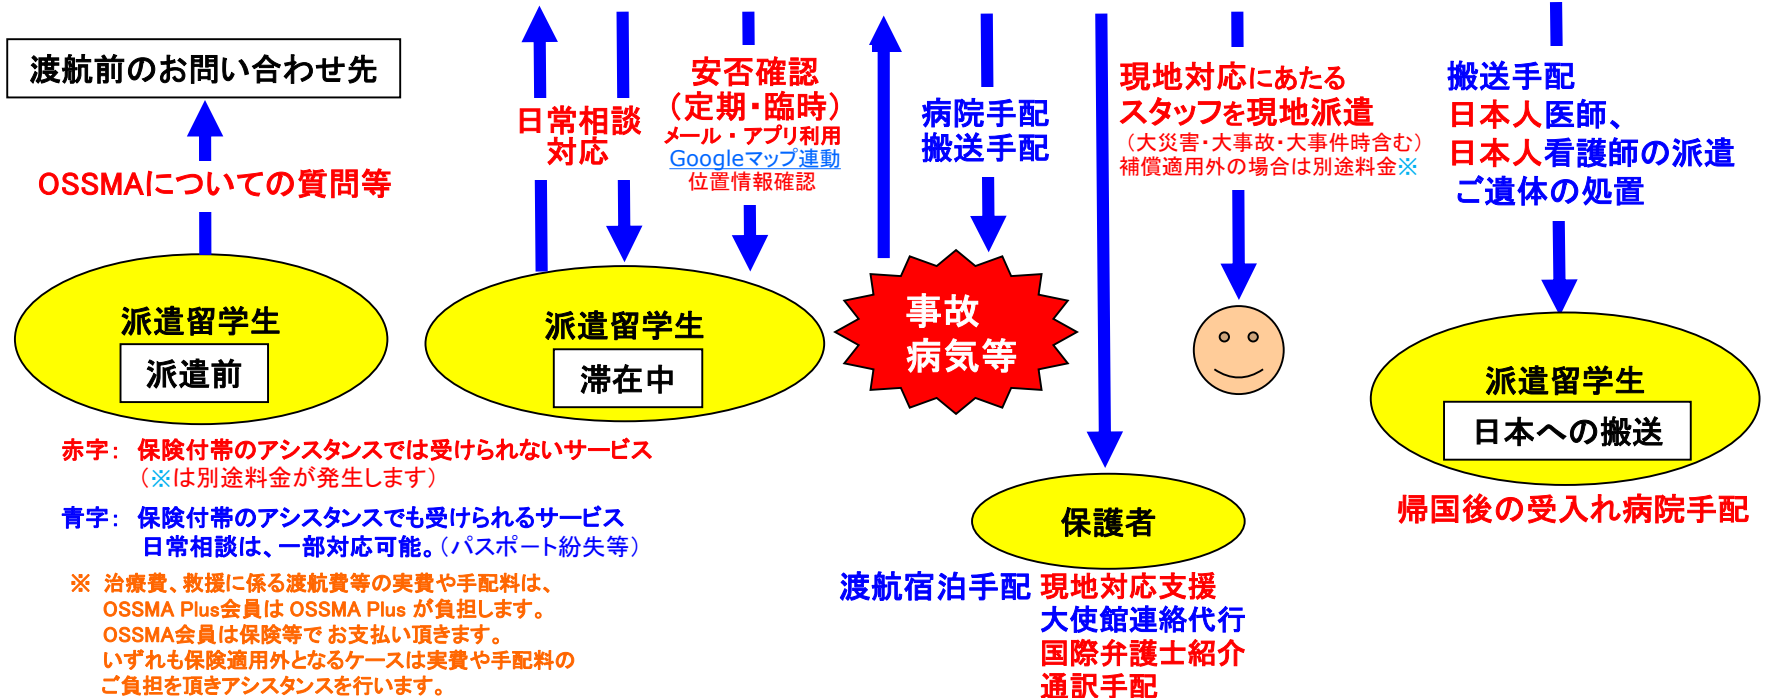 渡航前のお問い合わせ先
OSSMAについての質問等
派遣留学生
派遣前
日常相談
対応
安否確認
（定期・臨時）
メール・アプリ利用
Googleマップ連動
位置情報確認
派遣留学生
滞在中
病院手配
搬送手配
事故
病気等
現地対応にあたる
スタッフを現地派遣
（大災害・大事故・大事件時含む）
補償適用外の場合は別途料金※
搬送手配
日本人医師、
日本人看護師の派遣
ご遺体の処置
派遣留学生
日本への搬送
帰国後の受入れ病院手配
保護者
渡航宿泊手配 現地対応支援
大使館連絡代行
国際弁護士紹介
通訳手配
赤字： 保険付帯のアシスタンスでは受けられないサービス
（※は別途料金が発生します）
青字： 保険付帯のアシスタンスでも受けられるサービス
日常相談は、一部対応可能。（パスポート紛失等）
※ 治療費、救援に係る渡航費等の実費や手配料は、
OSSMA Plus会員は OSSMA Plus が負担します。
OSSMA会員は保険等でお支払い頂きます。
いずれも保険適用外となるケースは実費や手配料の
ご負担を頂きアシスタンスを行います。